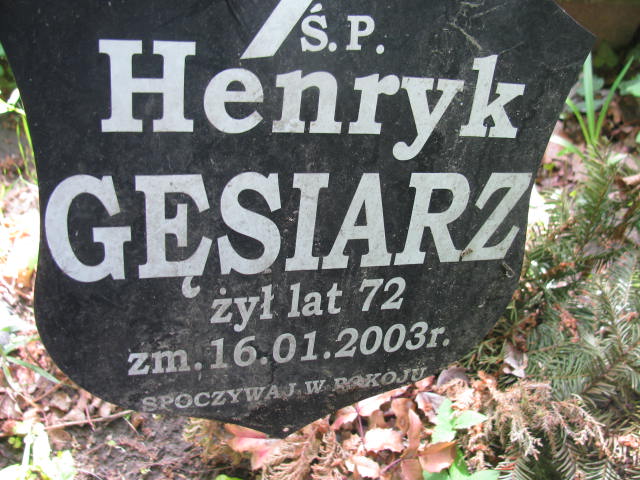 Ś.P.
Henryk
GĘSIARZ
żył lat 72
zm.16.01.2003r.
SPOCZYWAJ W POKOJU